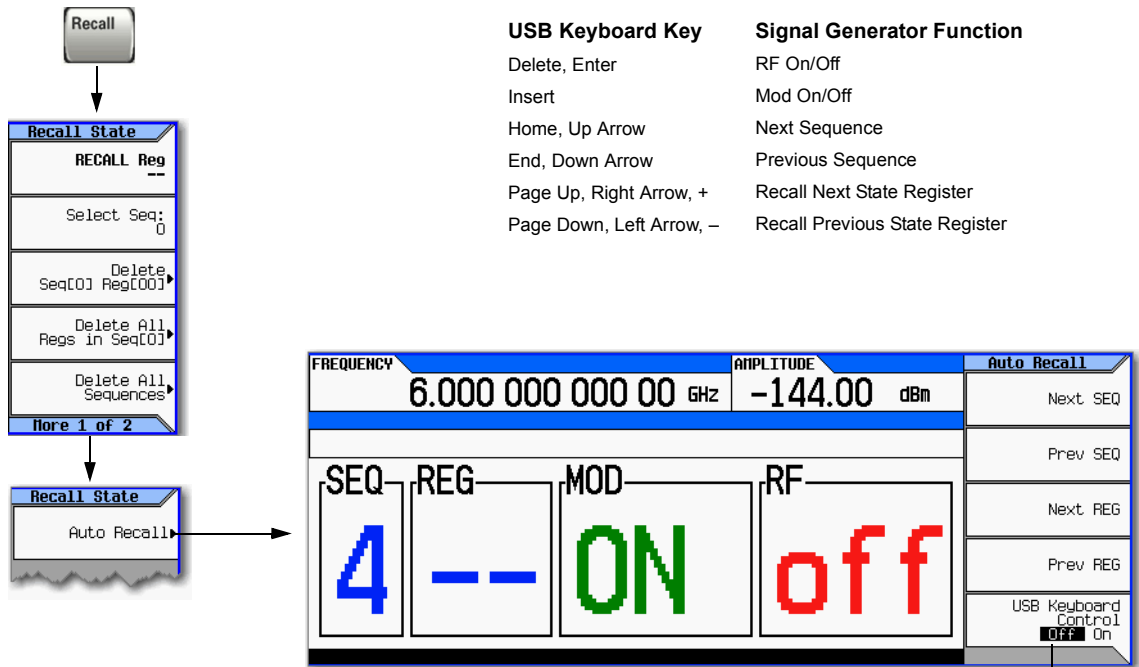 Recall
USB Keyboard Key Signal Generator Function
Delete, Enter RF On/Off
Insert Mod On/Off
Home, Up Arrow Next Sequence
End, Down Arrow Previous Sequence
Page Up, Right Arrow, + Recall Next State Register
Page Down, Left Arrow, – Recall Previous State Register
Recall State
RECALL Reg
--
Select Seq:
0
Delete
Seq[0] Reg[00]
Delete All
Regs in Seq[0]
Delete All
Sequences
More 1 of 2
Recall State
Auto Recall
FREQUENCY AMPLITUDE
6.000 000 000 00 GHz -144.00 dBm
SEQ REG MOD RF
4 -- ON off
Auto Recall
Next SEQ
Prev SEQ
Next REG
Prev REG
USB Keyboard
Control
Off On